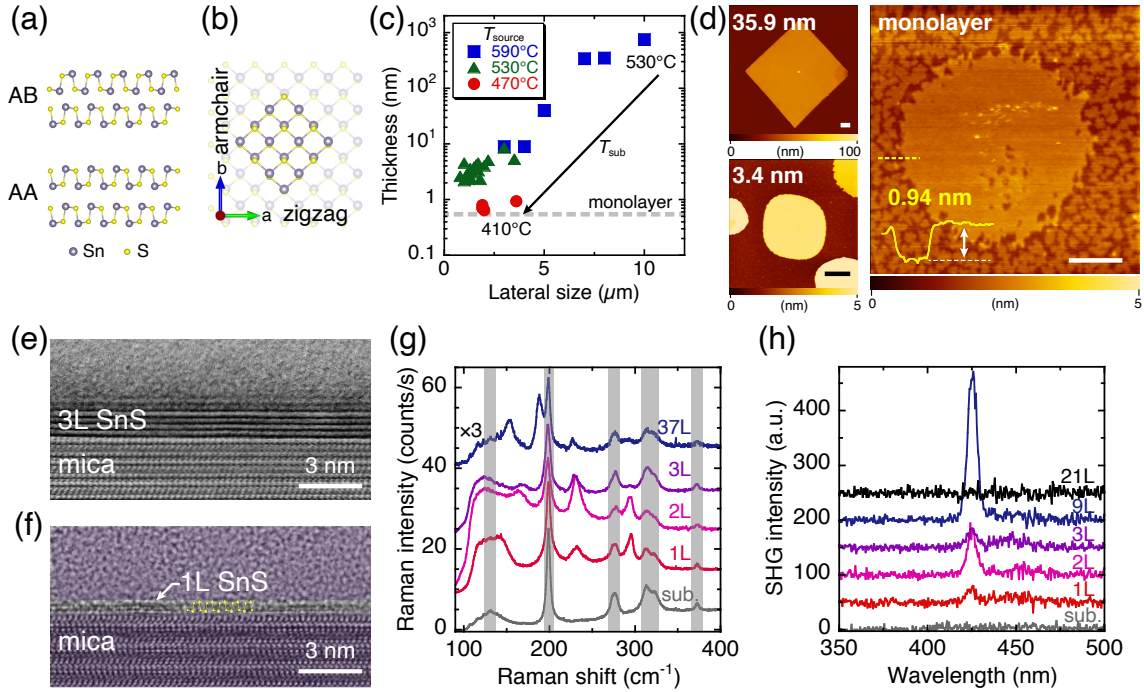 (a)
AB
AA
Sn S
(b)
armchair
b
a zigzag
(c)
Thickness (nm)
10³
10²
10¹
1
0.1
T source
590°C
530°C
470°C
530°C
T sub
monolayer
410°C
0 5 10
Lateral size (µm)
(d)
35.9 nm
0 (nm) 100
3.4 nm
0 (nm) 5
monolayer
0.94 nm
0 (nm) 5
(e)
3L SnS
mica
3 nm
(f)
1L SnS
mica
3 nm
(g)
Raman intensity (counts/s)
60
40
20
0
×3
37L
3L
2L
1L
sub.
100 200 300 400
Raman shift (cm⁻¹)
(h)
SHG intensity (a.u.)
400
300
200
100
0
21L
9L
3L
2L
1L
sub.
350 400 450 500
Wavelength (nm)